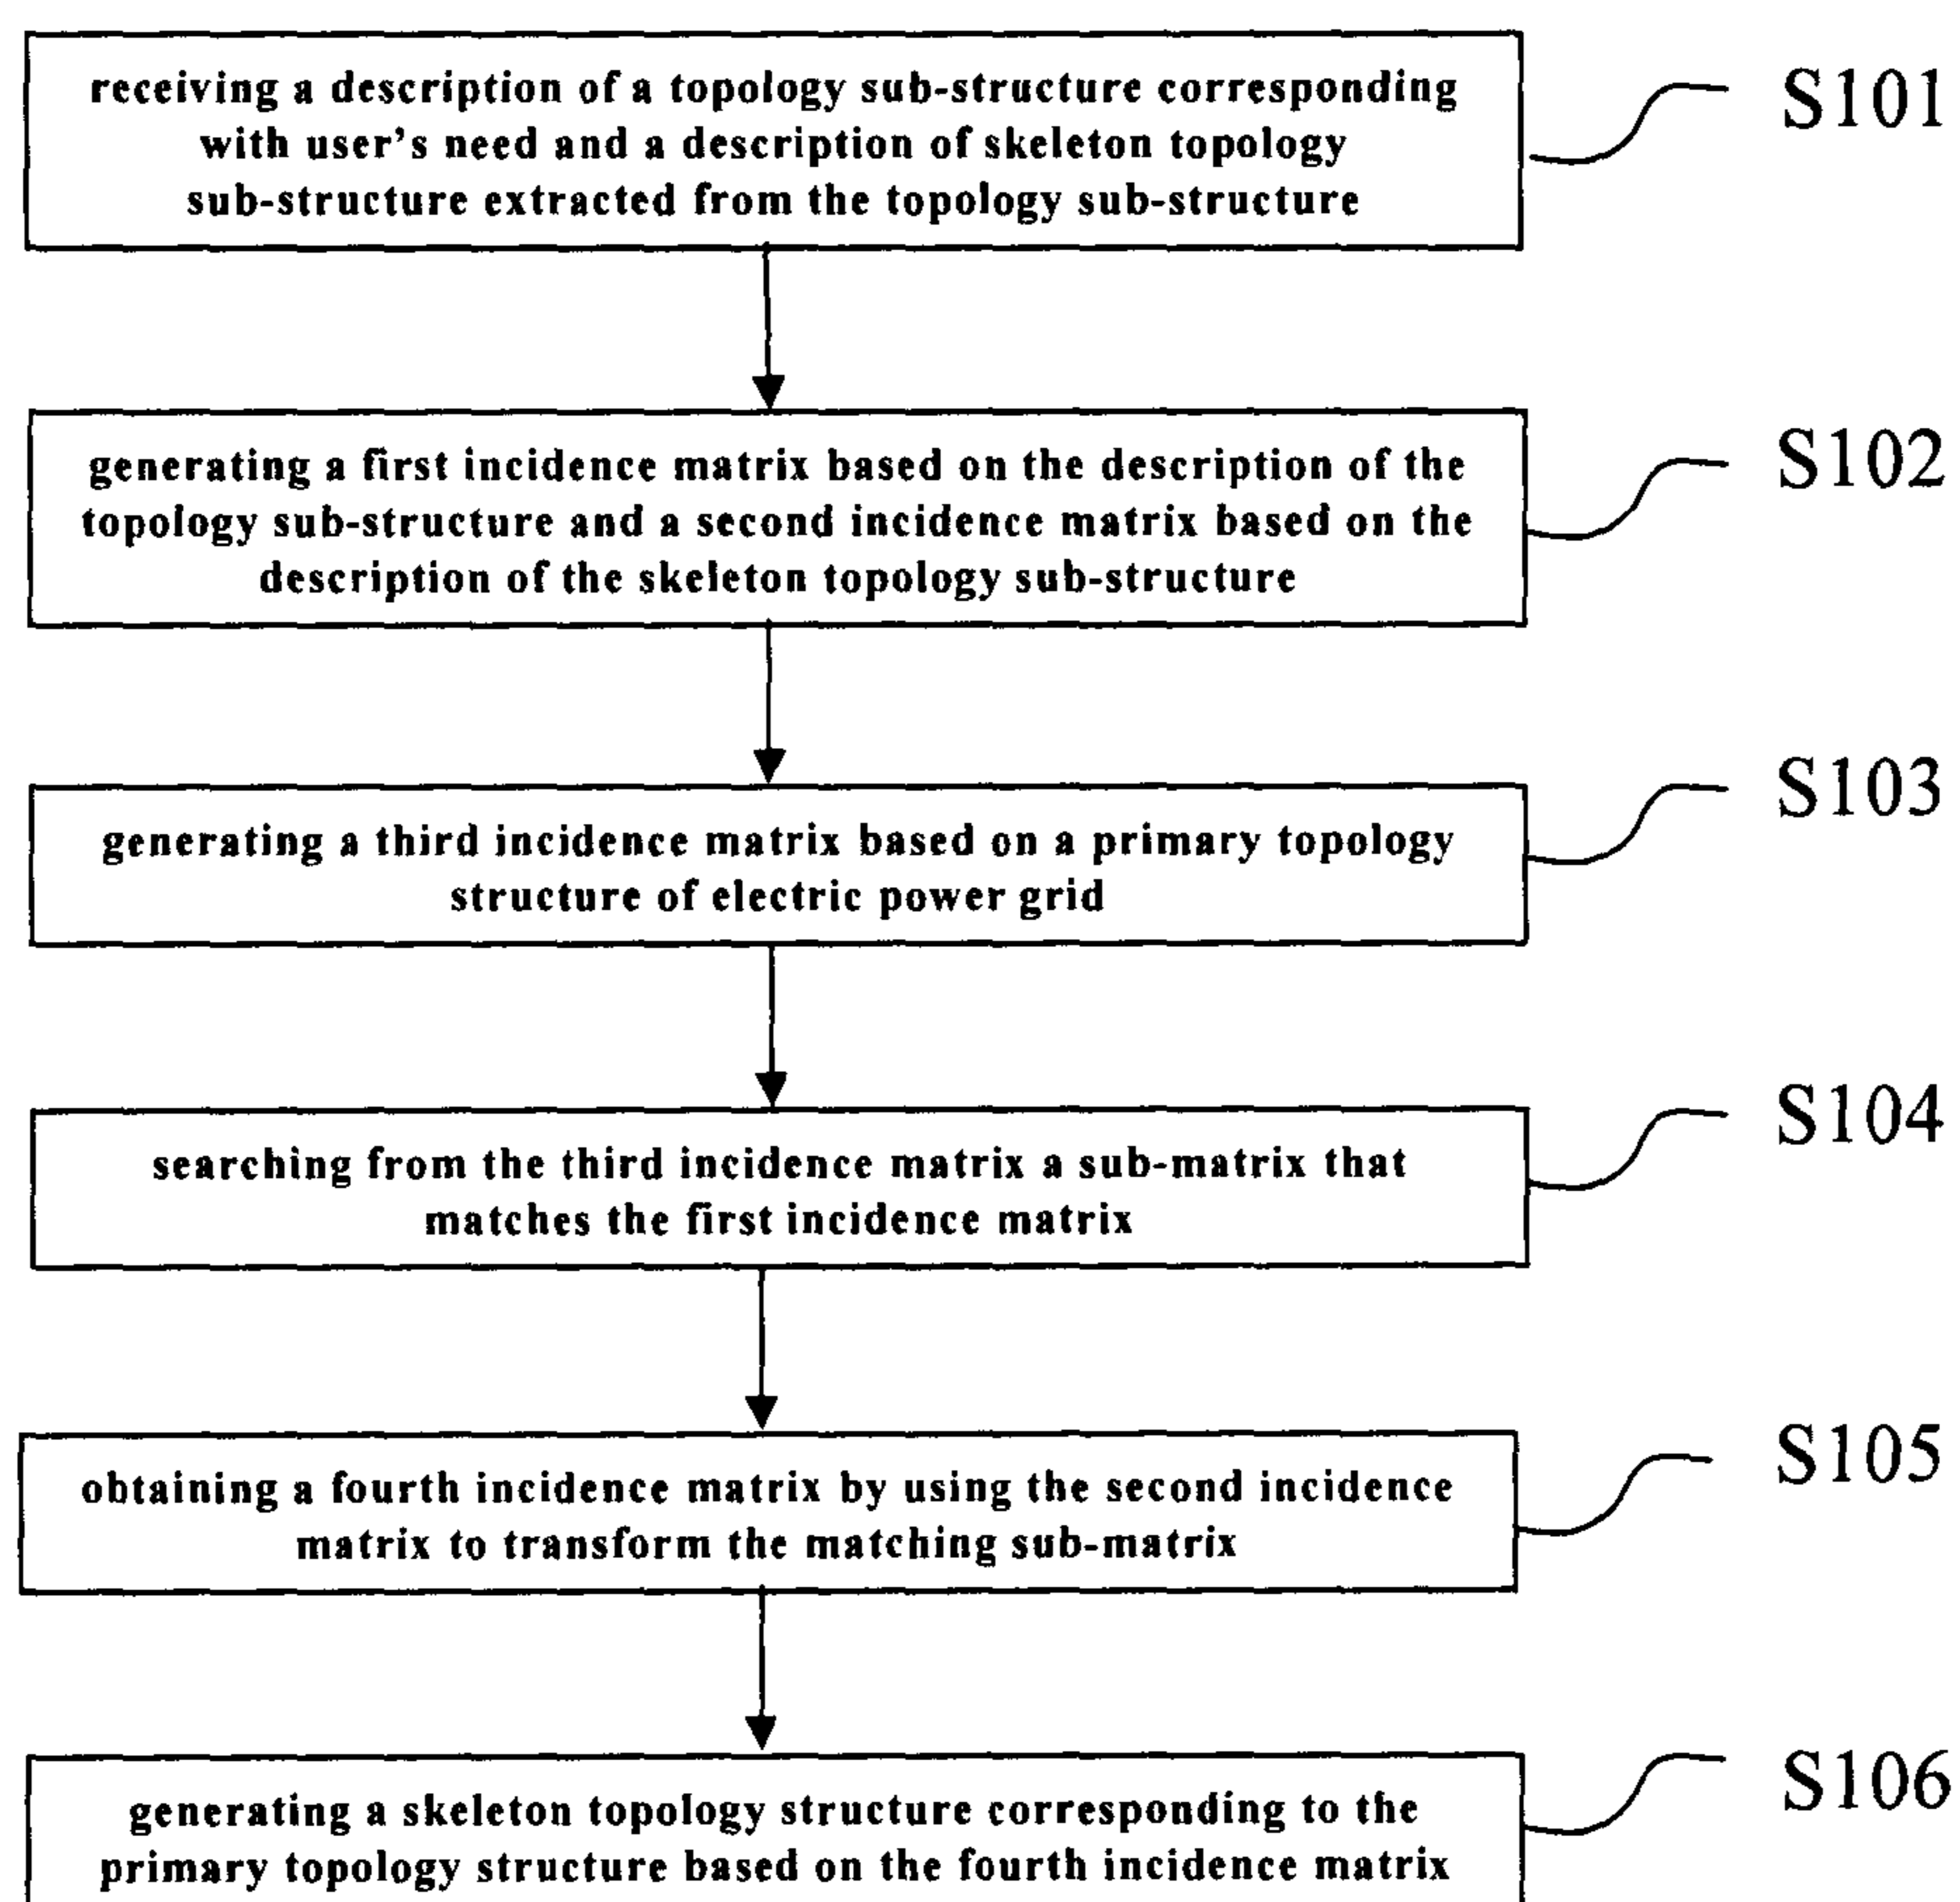 receiving a description of a topology sub-structure corresponding
with user's need and a description of skeleton topology
sub-structure extracted from the topology sub-structure
S101
generating a first incidence matrix based on the description of the
topology sub-structure and a second incidence matrix based on the
description of the skeleton topology sub-structure
S102
generating a third incidence matrix based on a primary topology
structure of electric power grid
S103
searching from the third incidence matrix a sub-matrix that
matches the first incidence matrix
S104
obtaining a fourth incidence matrix by using the second incidence
matrix to transform the matching sub-matrix
S105
generating a skeleton topology structure corresponding to the
primary topology structure based on the fourth incidence matrix
S106